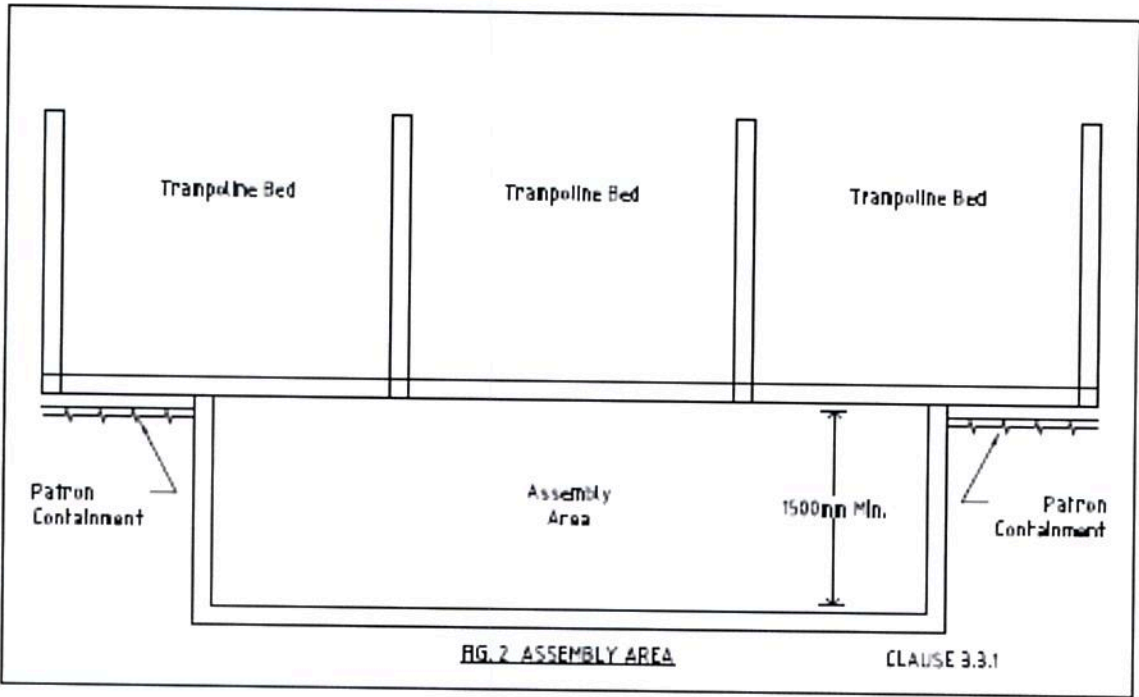 Trampoline Bed
Trampoline Bed
Trampoline Bed
Patron
Containment
Assembly
Area
1500mm Min.
Patron
Containment
FIG. 2 ASSEMBLY AREA
CLAUSE 3.3.1